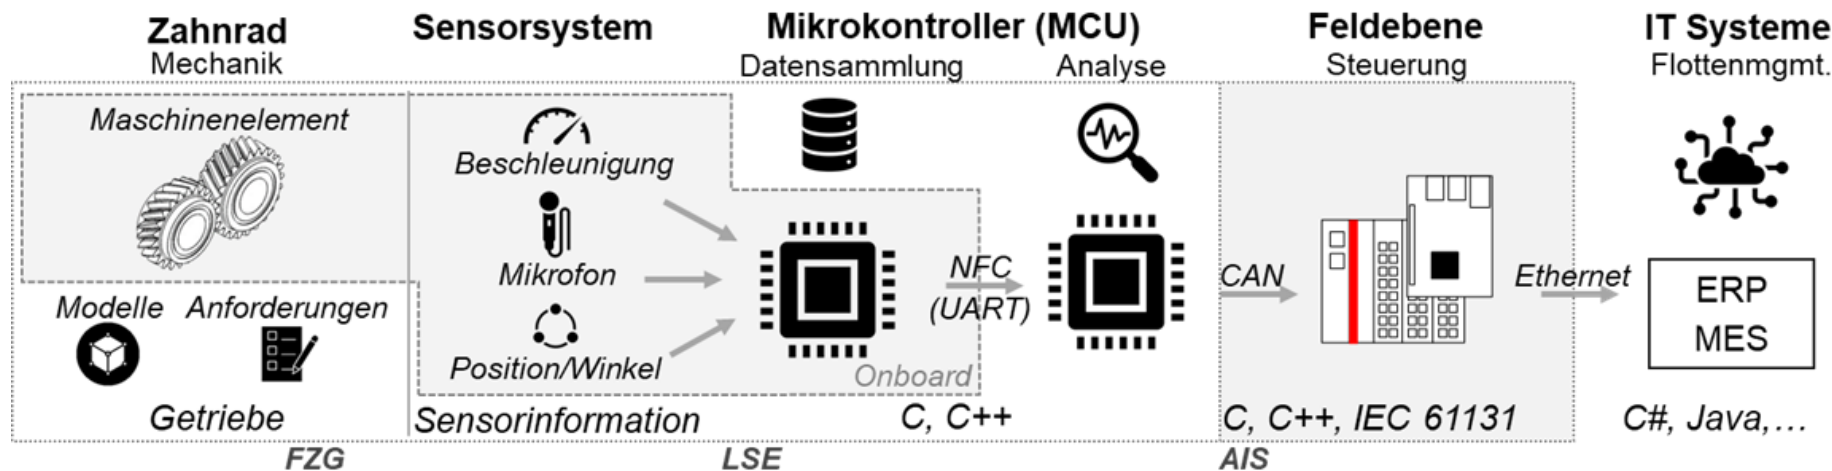 Zahnrad
Mechanik
Sensorsystem
Mikrokontroller (MCU)
Datensammlung
Analyse
Feldebene
Steuerung
IT Systeme
Flottenmgmt.
Maschinenelement
Modelle
Anforderungen
Getriebe
Beschleunigung
Mikrofon
Position/Winkel
Sensorinformation
Onboard
C, C++
NFC
(UART)
CAN
C, C++, IEC 61131
Ethernet
ERP
MES
C#, Java,...
FZG
LSE
AIS